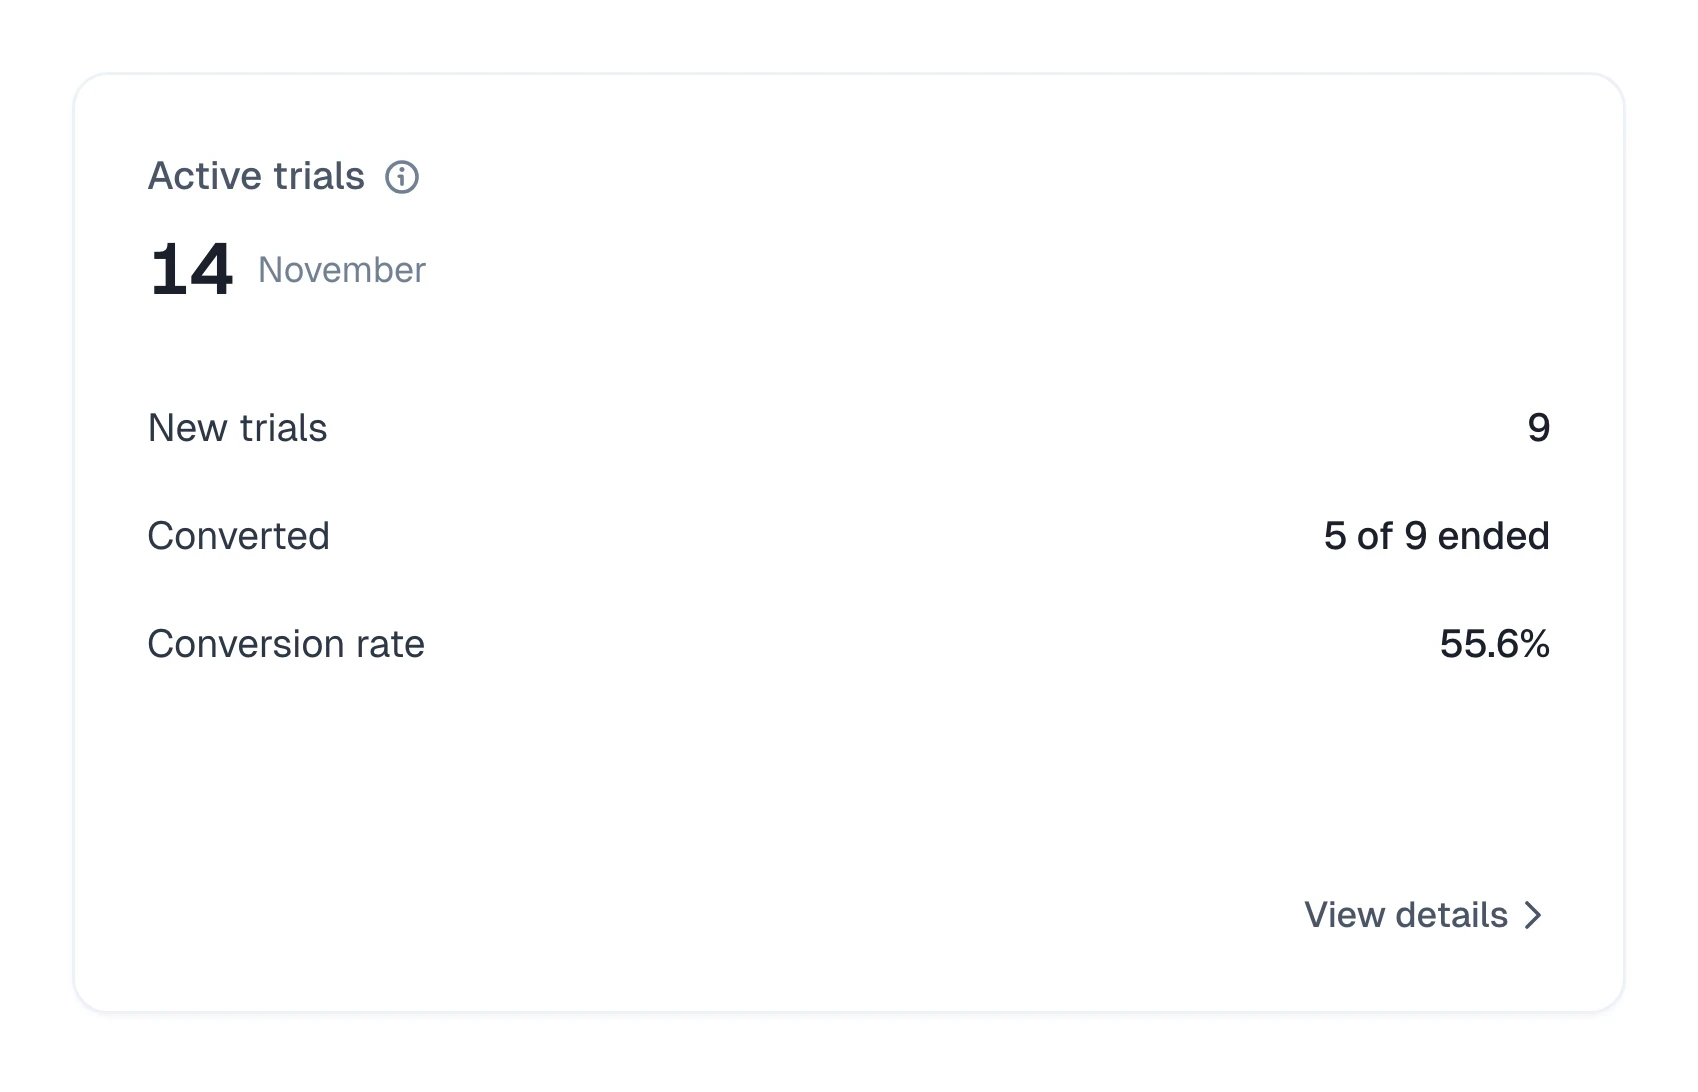 Active trials
14 November
New trials 9
Converted 5 of 9 ended
Conversion rate 55.6%
View details